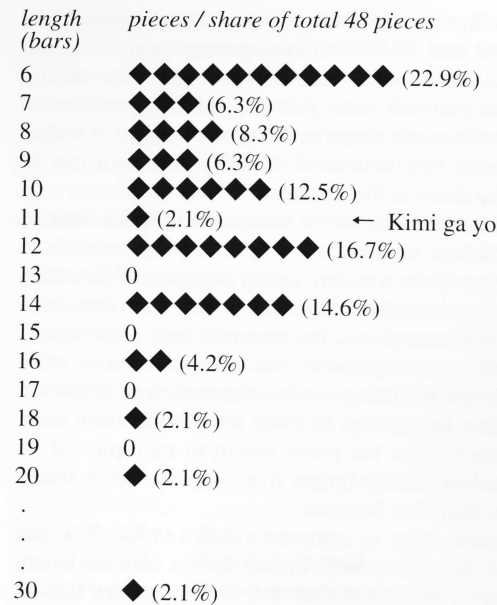 length pieces / share of total 48 pieces
(bars)
6 ◆◆◆◆◆◆◆◆◆◆◆ (22.9%)
7 ◆◆◆ (6.3%)
8 ◆◆◆◆ (8.3%)
9 ◆◆◆ (6.3%)
10 ◆◆◆◆◆◆ (12.5%)
11 ◆ (2.1%) ← Kimi ga yo
12 ◆◆◆◆◆◆◆◆ (16.7%)
13 0
14 ◆◆◆◆◆◆◆ (14.6%)
15 0
16 ◆◆ (4.2%)
17 0
18 ◆ (2.1%)
19 0
20 ◆ (2.1%)
.
.
30 ◆ (2.1%)